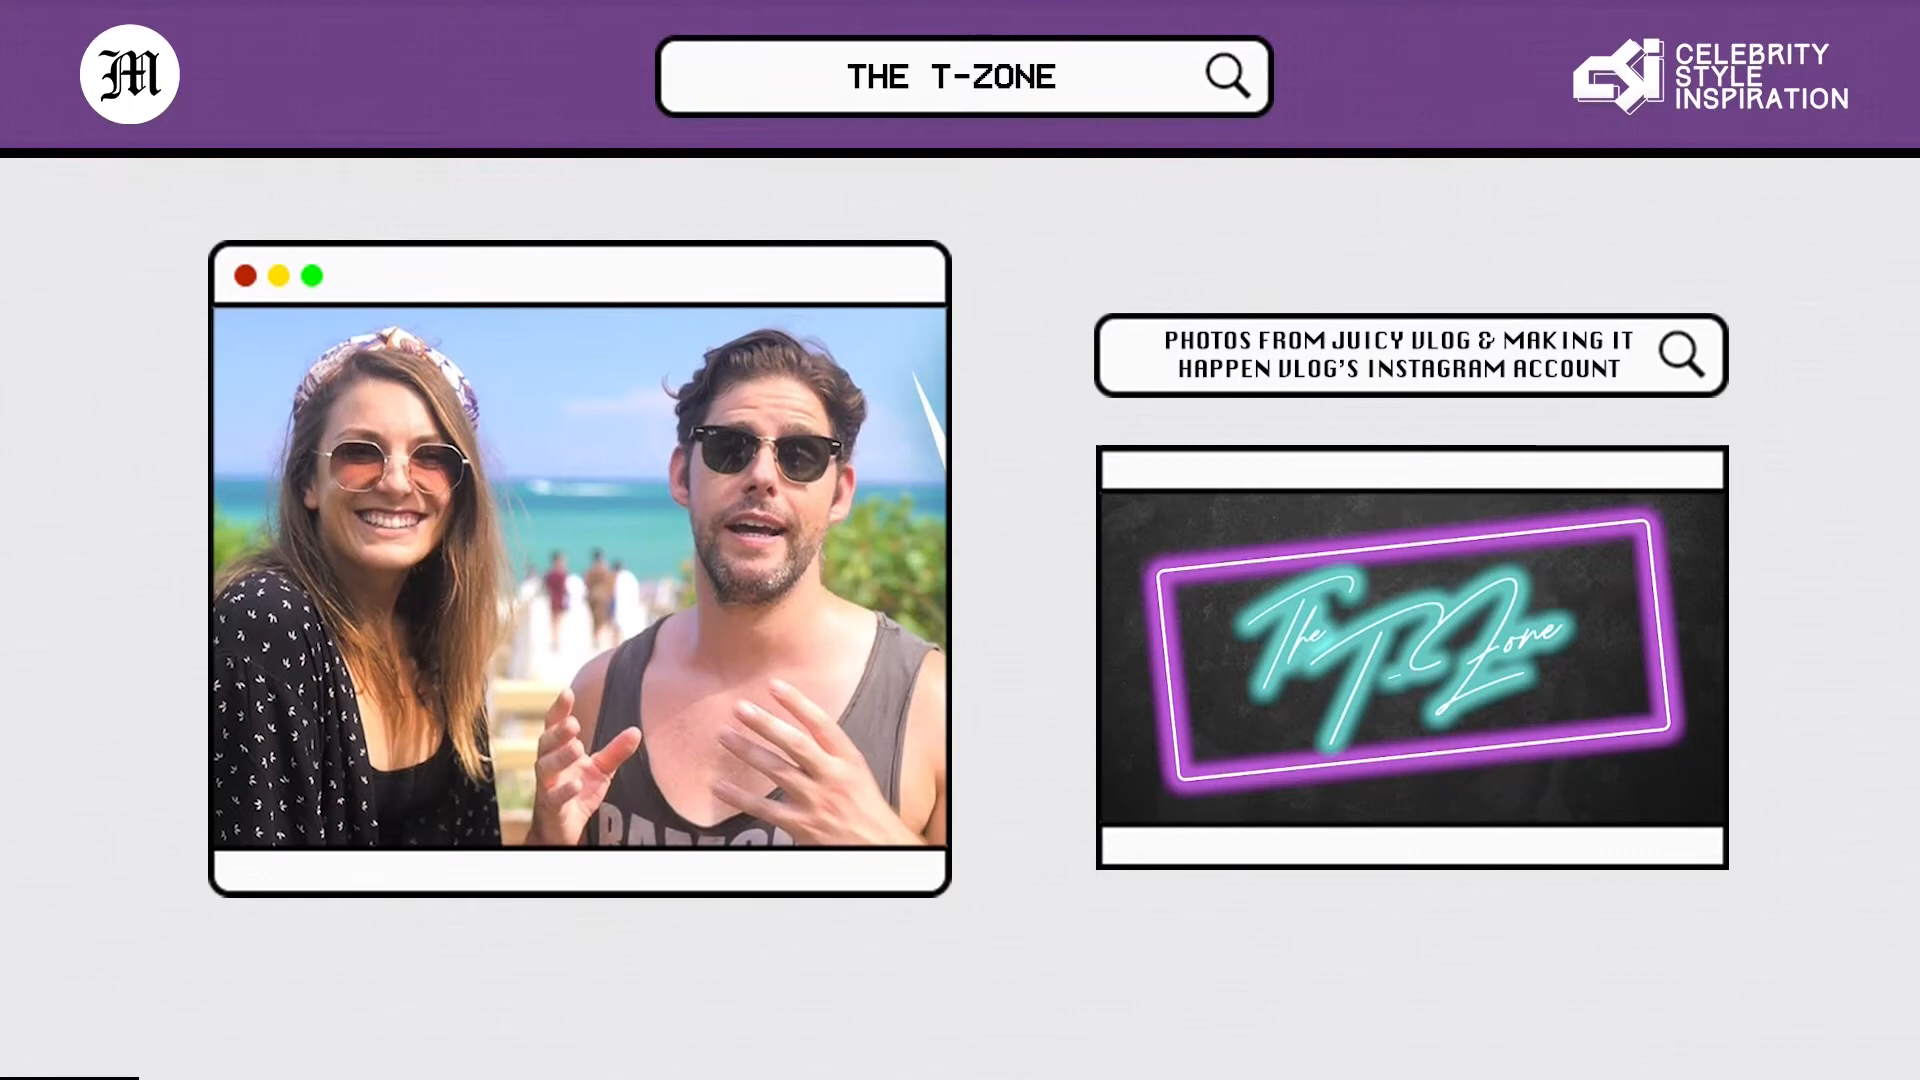 M
THE T-ZONE
CELEBRITY
STYLE
INSPIRATION
PHOTOS FROM JUICY VLOG & MAKING IT
HAPPEN VLOG'S INSTAGRAM ACCOUNT
The T-Zone